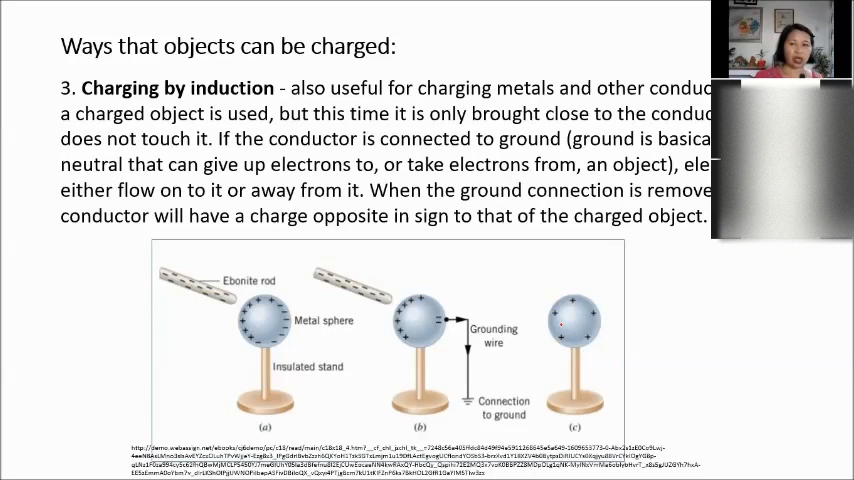 Ways that objects can be charged:
3. Charging by induction - also useful for charging metals and other conduc
a charged object is used, but this time it is only brought close to the conduc
does not touch it. If the conductor is connected to ground (ground is basica
neutral that can give up electrons to, or take electrons from, an object), ele
either flow on to it or away from it. When the ground connection is remove
conductor will have a charge opposite in sign to that of the charged object.
Ebonite rod
Metal sphere
Insulated stand
(a)
Grounding
wire
Connection
to ground
(b)
(c)